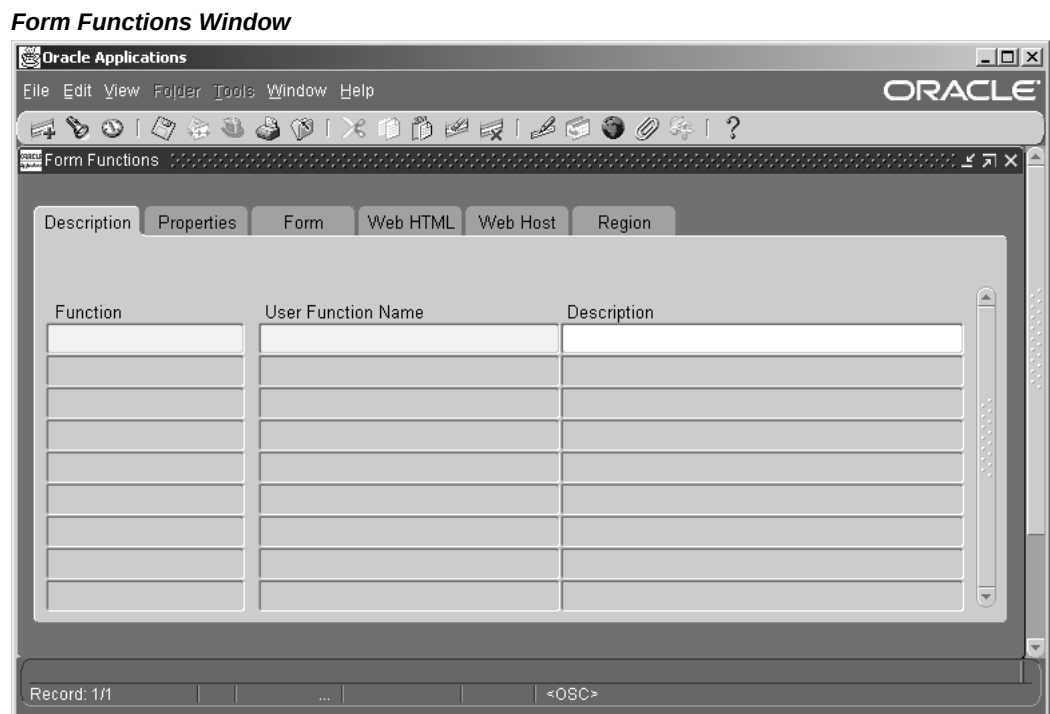 Form Functions Window
Oracle Applications
File Edit View Folder Tools Window Help
ORACLE
?
Form Functions
Description Properties Form Web HTML Web Host Region
Function User Function Name Description
Record: 1/1 ... <OSC>